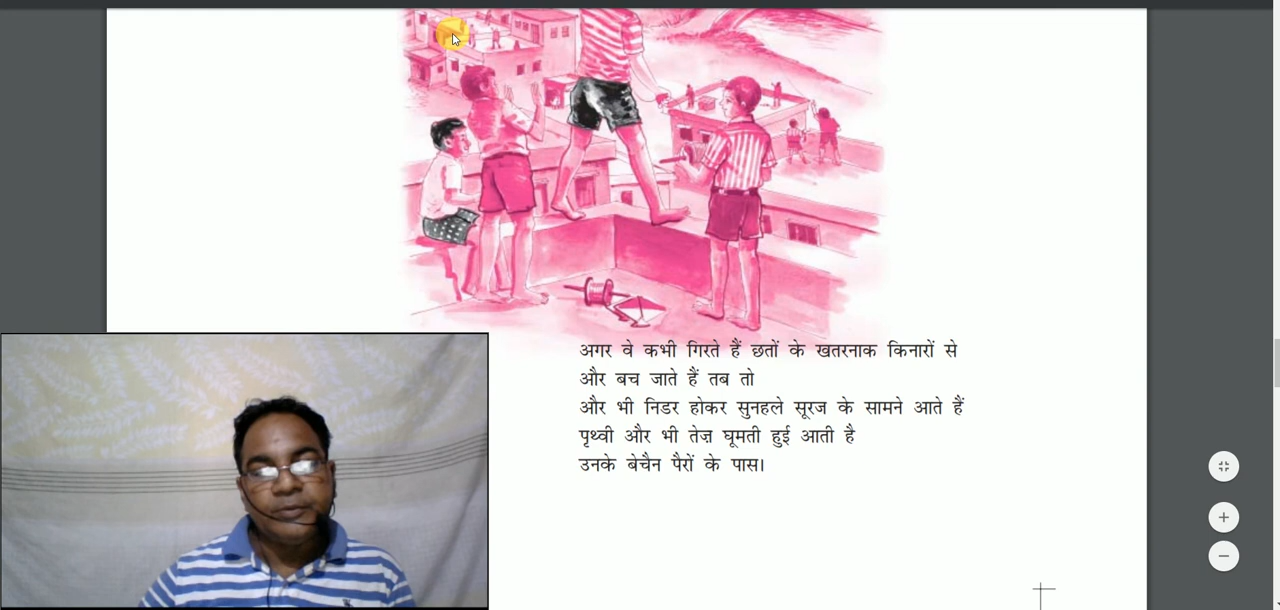 अगर वे कभी गिरते हैं छतों के खतरनाक किनारों से
और बच जाते हैं तब तो
और भी निडर होकर सुनहले सूरज के सामने आते हैं
पृथ्वी और भी तेज़ घूमती हुई आती है
उनके बेचैन पैरों के पास।